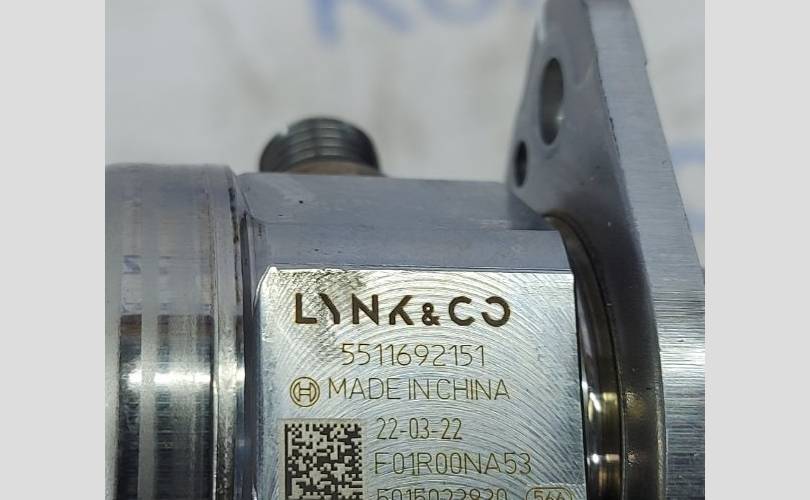 LYNK&CO
5511692151
MADE IN CHINA
22-03-22
F01R00NA53